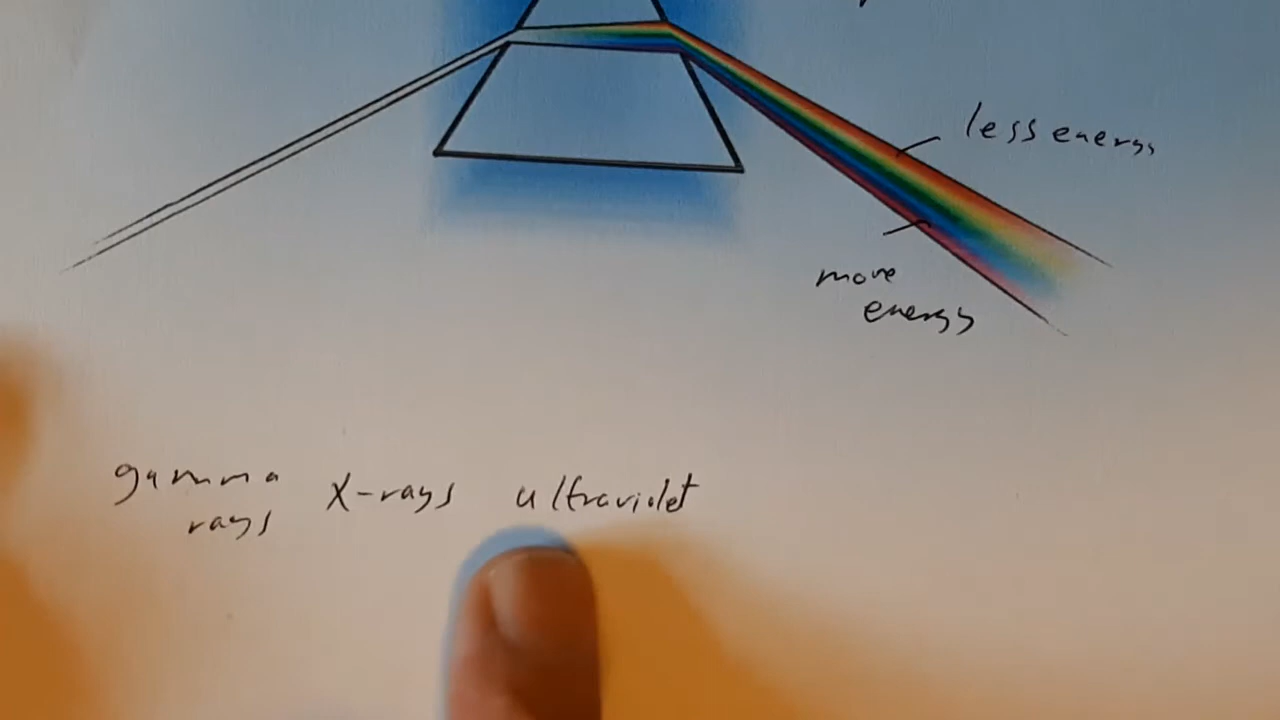 less energy
more
energy
gamma
rays
X-rays
ultraviolet